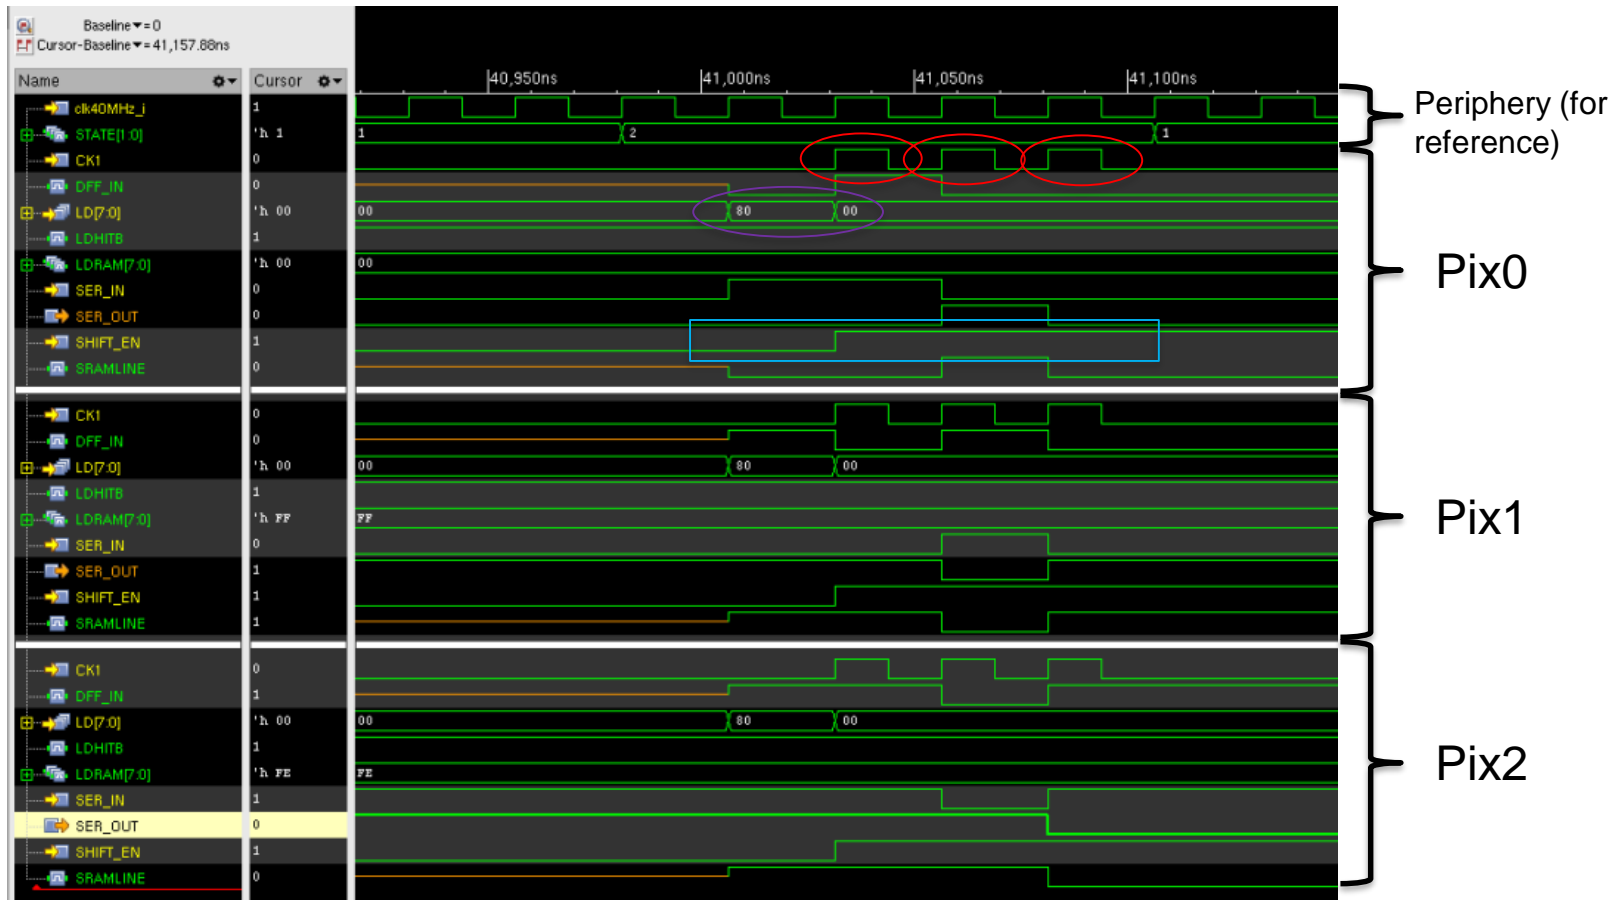 Baseline▼=0
Cursor-Baseline▼=41,157.88ns
Name Cursor
40,950ns 41,000ns 41,050ns 41,100ns
clk40MHz_i 1
STATE[1:0] 'h 1 1 2 1
CK1 0
DFF_IN 0
LD[7:0] 'h 00 00 80 00
LDHITB 1
LDRAM[7:0] 'h 00 00
SER_IN 0
SER_OUT 0
SHIFT_EN 1
SRAMLINE 0
CK1 0
DFF_IN 0
LD[7:0] 'h 00 00 80 00
LDHITB 1
LDRAM[7:0] 'h FF FF
SER_IN 0
SER_OUT 1
SHIFT_EN 1
SRAMLINE 1
CK1 0
DFF_IN 1
LD[7:0] 'h 00 00 80 00
LDHITB 1
LDRAM[7:0] 'h FE FE
SER_IN 1
SER_OUT 0
SHIFT_EN 1
SRAMLINE 0
Periphery (for
reference)
Pix0
Pix1
Pix2